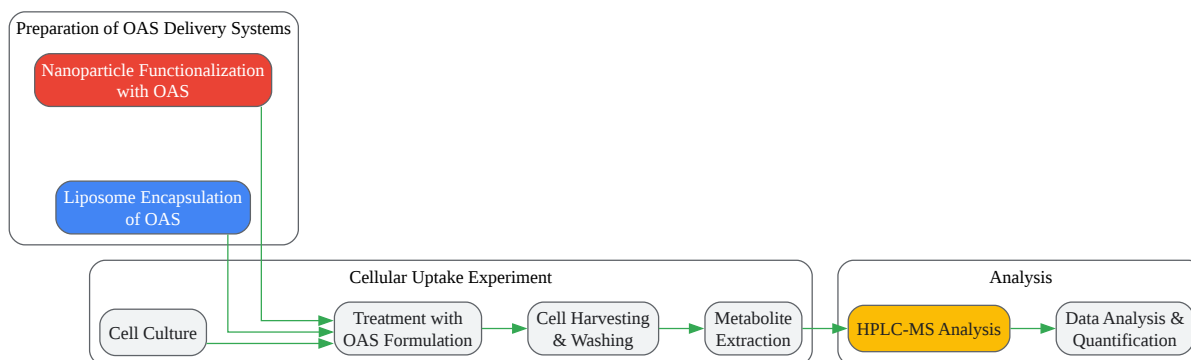 Preparation of OAS Delivery Systems
Nanoparticle Functionalization
with OAS
Liposome Encapsulation
of OAS
Cellular Uptake Experiment
Cell Culture
Treatment with
OAS Formulation
Cell Harvesting
& Washing
Metabolite
Extraction
Analysis
HPLC-MS Analysis
Data Analysis &
Quantification